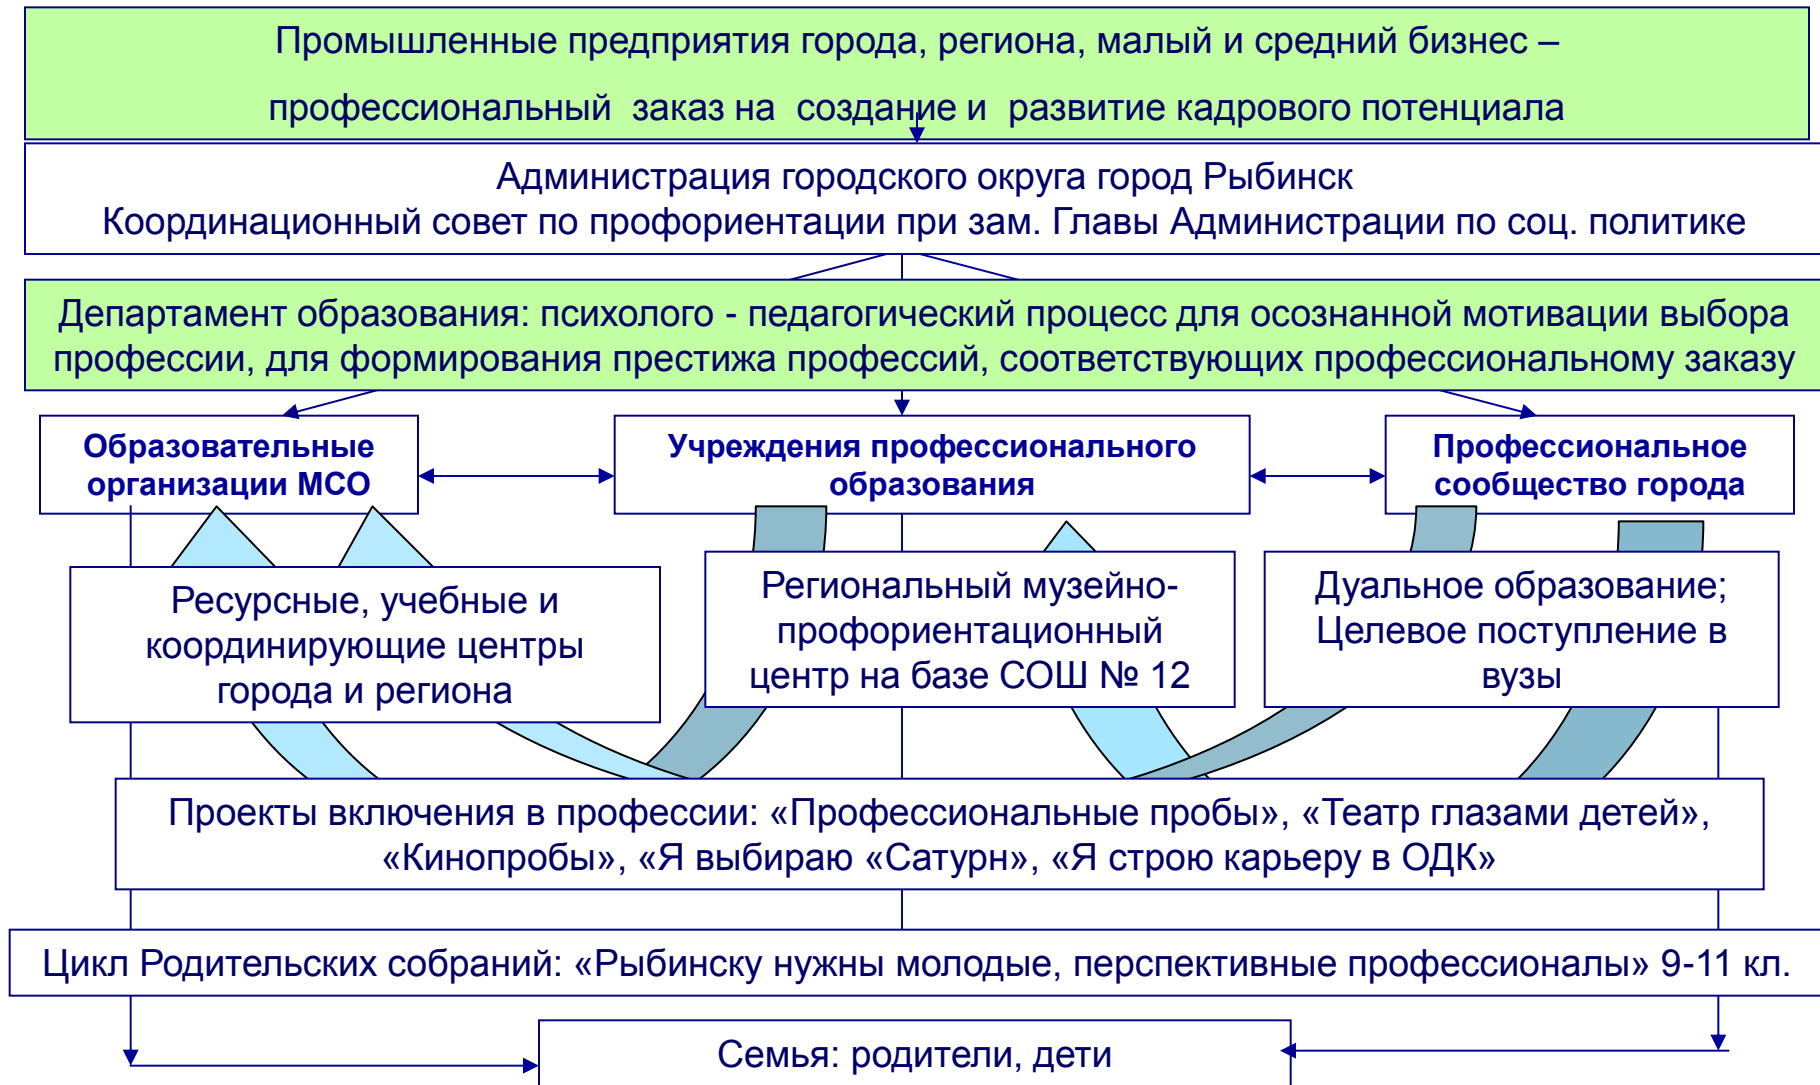 Промышленные предприятия города, региона, малый и средний бизнес –
профессиональный заказ на создание и развитие кадрового потенциала
Администрация городского округа город Рыбинск
Координационный совет по профориентации при зам. Главы Администрации по соц. политике
Департамент образования: психолого - педагогический процесс для осознанной мотивации выбора
профессии, для формирования престижа профессий, соответствующих профессиональному заказу
Образовательные
организации МСО
Учреждения профессионального
образования
Профессиональное
сообщество города
Ресурсные, учебные и
координирующие центры
города и региона
Региональный музейно-
профориентационный
центр на базе СОШ № 12
Дуальное образование;
Целевое поступление в
вузы
Проекты включения в профессии: «Профессиональные пробы», «Театр глазами детей»,
«Кинопробы», «Я выбираю «Сатурн», «Я строю карьеру в ОДК»
Цикл Родительских собраний: «Рыбинску нужны молодые, перспективные профессионалы» 9-11 кл.
Семья: родители, дети